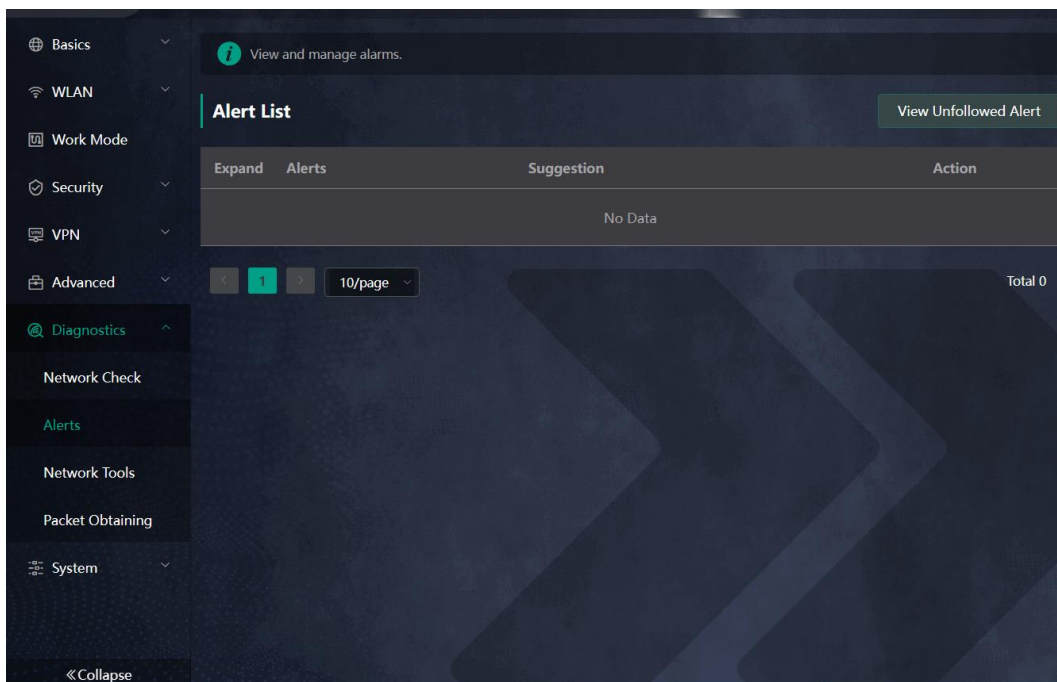 Basics
WLAN
Work Mode
Security
VPN
Advanced
Diagnostics
Network Check
Alerts
Network Tools
Packet Obtaining
System
«Collapse
i View and manage alarms.
Alert List
View Unfollowed Alert
Expand Alerts Suggestion Action
No Data
1 10/page Total 0